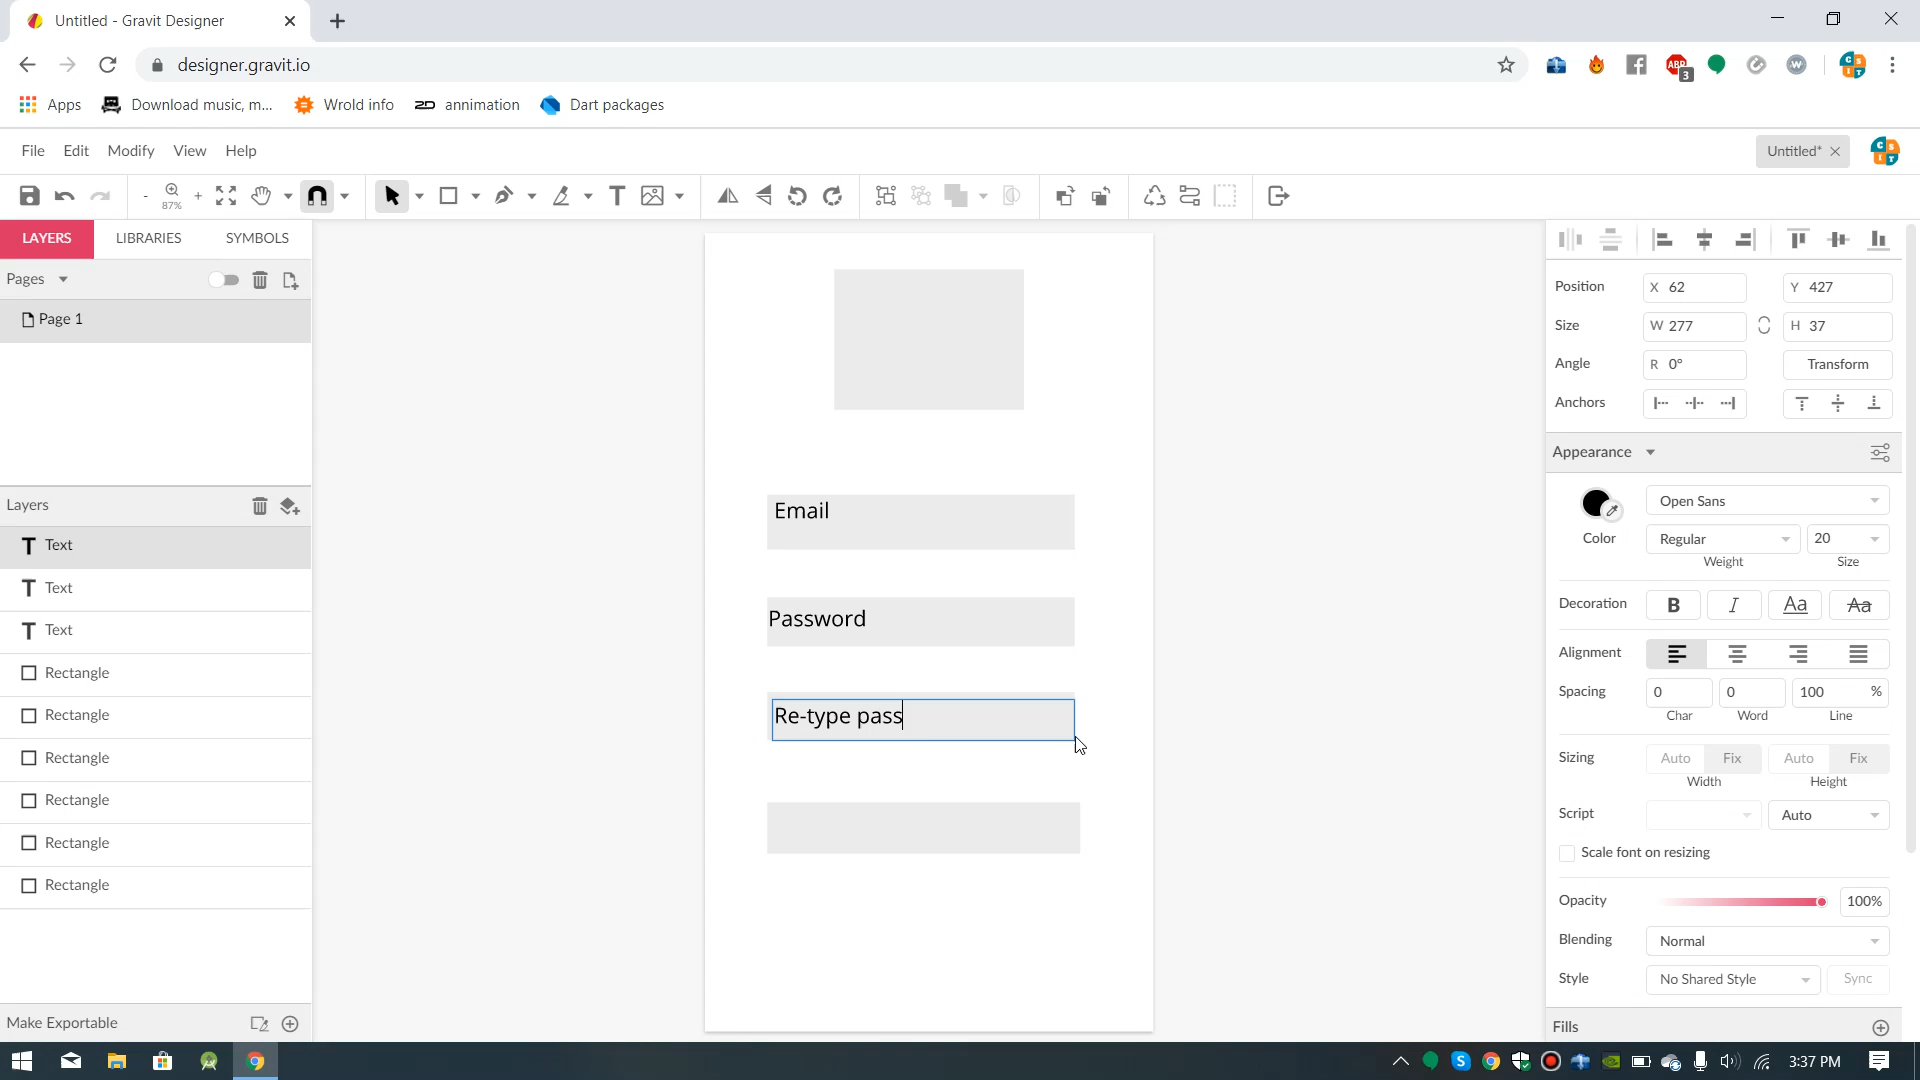 Untitled - Gravit Designer
designer.gravit.io
ABP
3
Apps
Download music, m...
Wrold info
2D annimation
Dart packages
File
Edit
Modify
View
Help
Untitled*
CSIT
-
87%
+
LAYERS
LIBRARIES
SYMBOLS
Pages
Page 1
Layers
Text
Text
Text
Rectangle
Rectangle
Rectangle
Rectangle
Rectangle
Rectangle
Make Exportable
Email
Password
Re-type pass
Position
X 62
Y 427
Size
W 277
H 37
Angle
R 0°
Transform
Anchors
Appearance
Open Sans
Color
Regular
20
Weight
Size
Decoration
B
I
Aa
Aa
Alignment
Spacing
0
0
100 %
Char
Word
Line
Sizing
Auto
Fix
Auto
Fix
Width
Height
Script
Auto
Scale font on resizing
Opacity
100%
Blending
Normal
Style
No Shared Style
Sync
Fills
3:37 PM